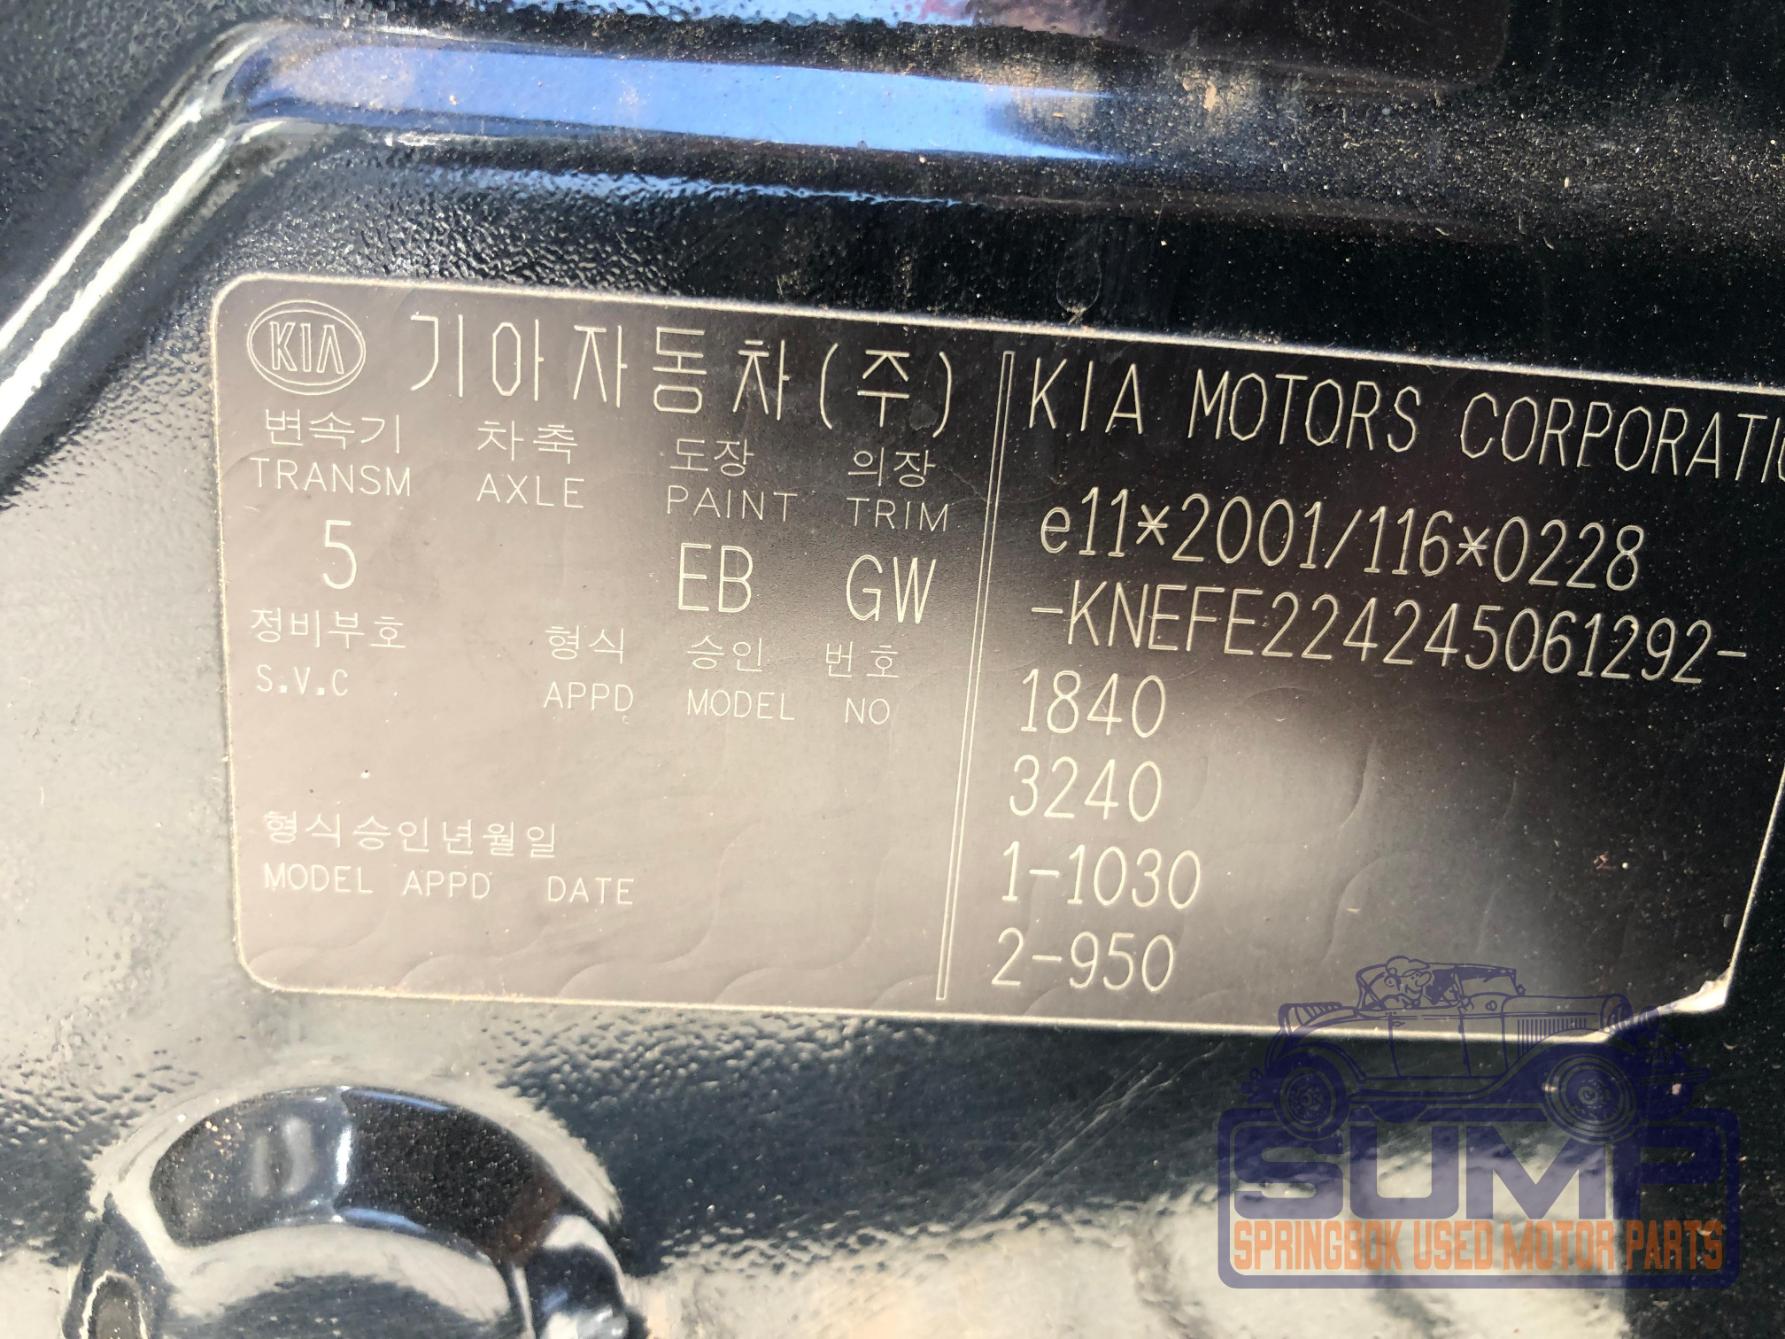 KIA 기아자동차(주)
변속기 차축 도장 의장
TRANSM AXLE PAINT TRIM
5 EB GW
정비부호 형식 승인 번호
S.V.C APPD MODEL NO
형식승인년월일
MODEL APPD DATE
KIA MOTORS CORPORATI
e11*2001/116*0228
-KNEFE224245061292-
1840
3240
1-1030
2-950
SUMP
SPRINGBOK USED MOTOR PARTS